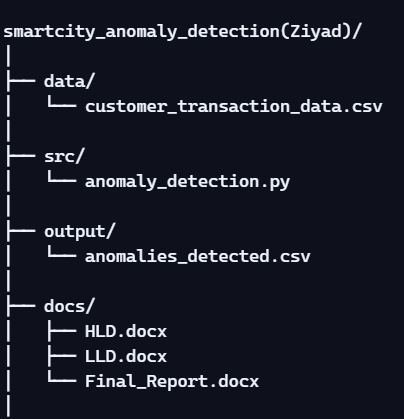 smartcity_anomaly_detection(Ziyad)/
│
├── data/
│   └── customer_transaction_data.csv
│
├── src/
│   └── anomaly_detection.py
│
├── output/
│   └── anomalies_detected.csv
│
├── docs/
│   ├── HLD.docx
│   ├── LLD.docx
│   └── Final_Report.docx
│